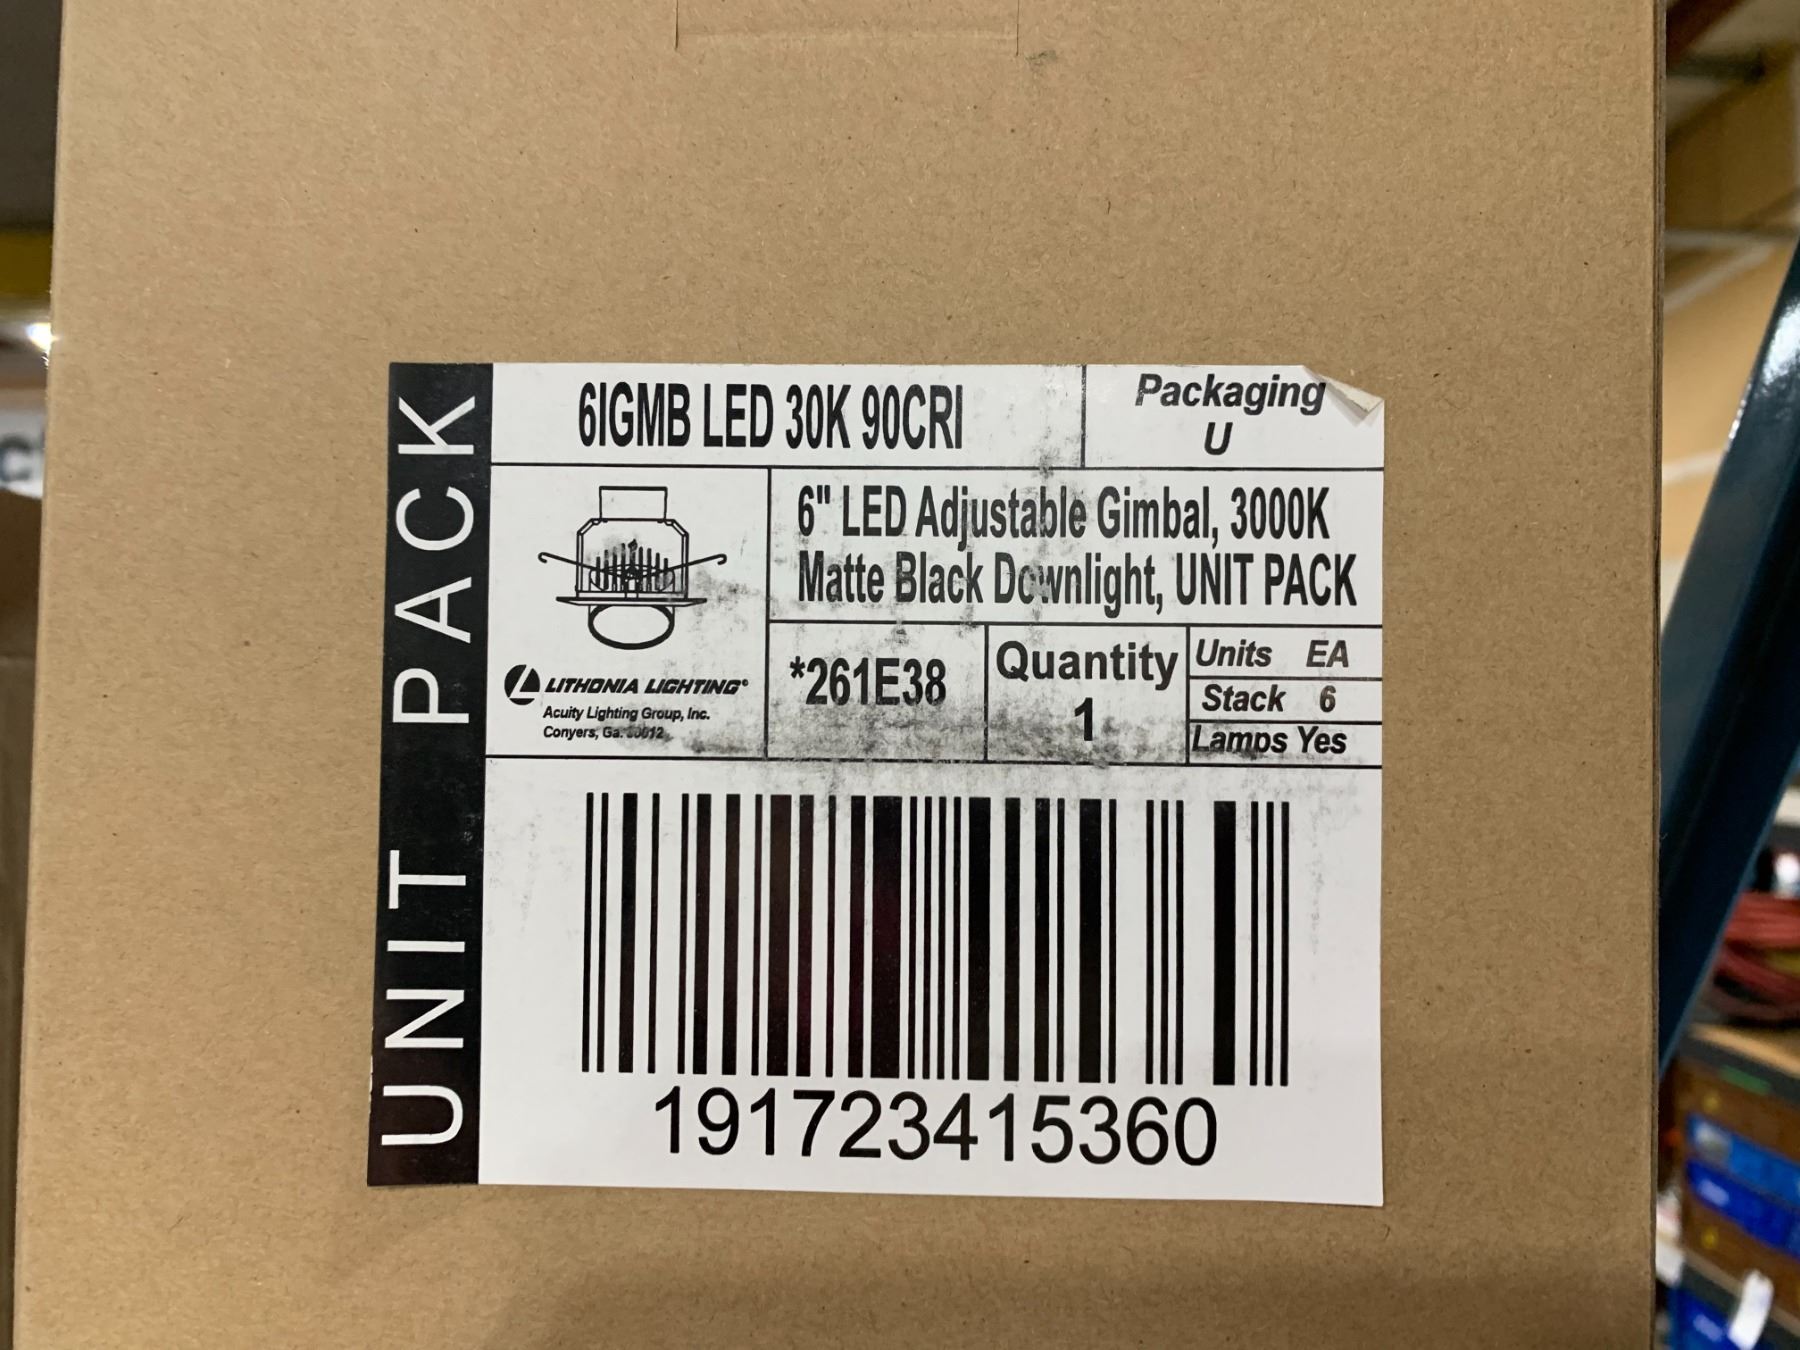 UNIT PACK
6IGMB LED 30K 90CRI
Packaging
U
6" LED Adjustable Gimbal, 3000K
Matte Black Downlight, UNIT PACK
LITHONIA LIGHTING®
Acuity Lighting Group, Inc.
Conyers, Ga.
*261E38
Quantity
1
Units EA
Stack 6
Lamps Yes
191723415360